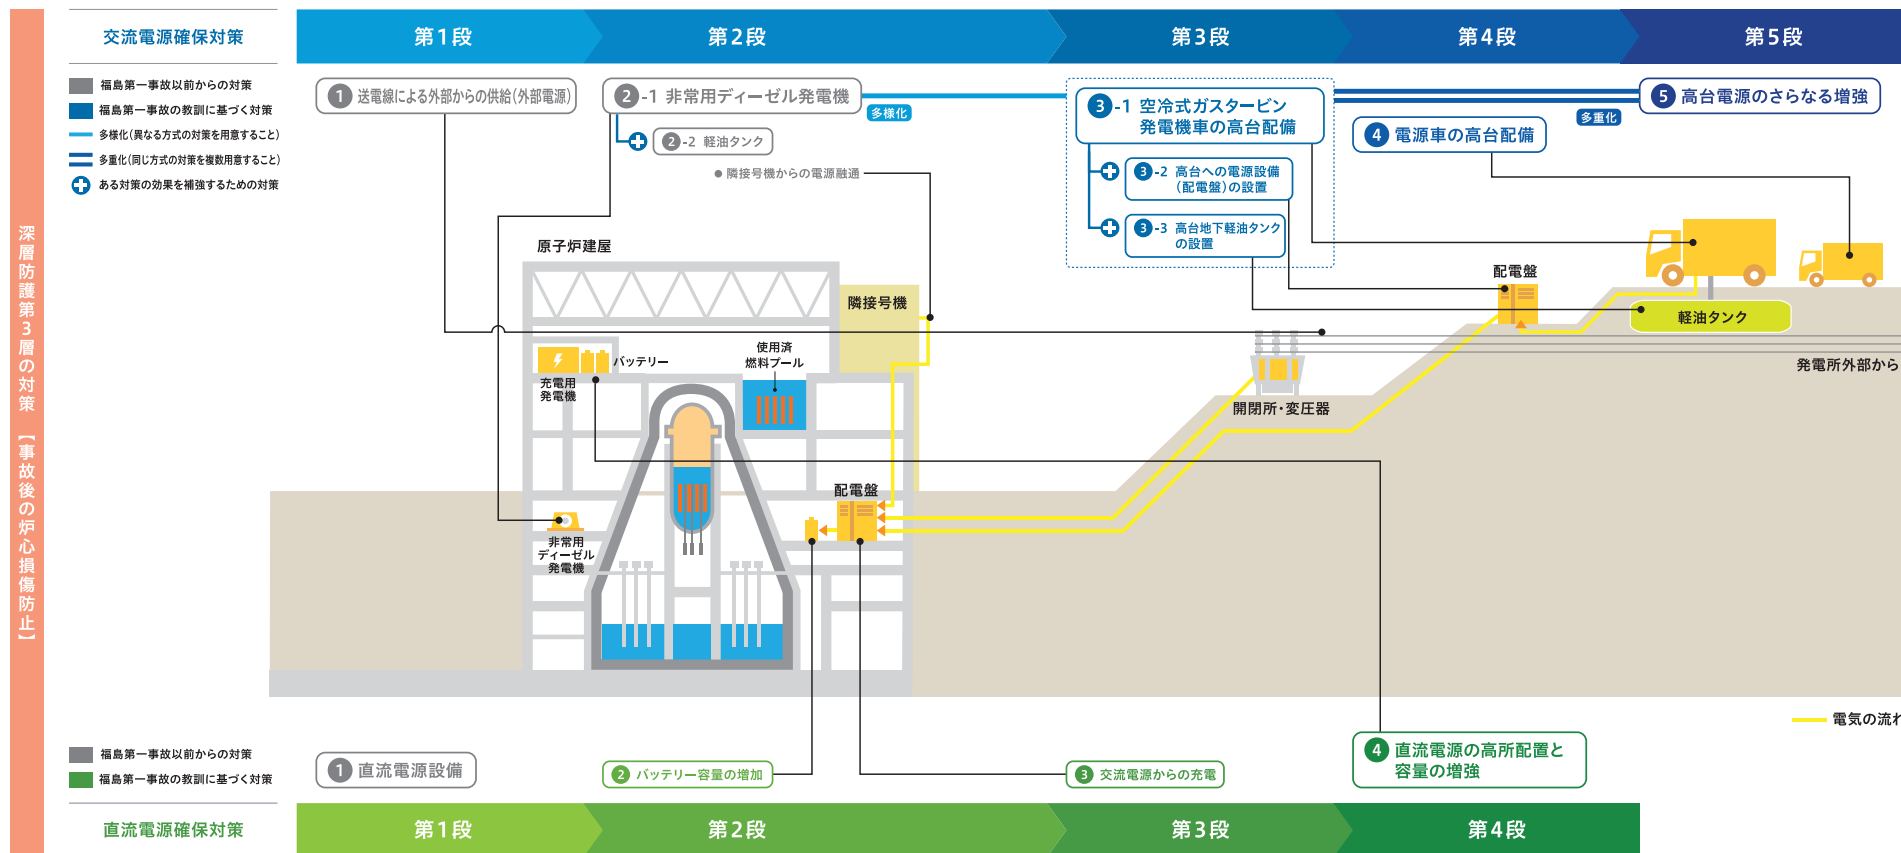 深層防護第3層の対策 【事故後の炉心損傷防止】
交流電源確保対策
第1段
第2段
第3段
第4段
第5段
福島第一事故以前からの対策
福島第一事故の教訓に基づく対策
多様化(異なる方式の対策を用意すること)
多重化(同じ方式の対策を複数用意すること)
ある対策の効果を補強するための対策
1 送電線による外部からの供給(外部電源)
2-1 非常用ディーゼル発電機
多様化
2-2 軽油タンク
● 隣接号機からの電源融通
3-1 空冷式ガスタービン
発電機車の高台配備
3-2 高台への電源設備
(配電盤)の設置
3-3 高台地下軽油タンク
の設置
多重化
4 電源車の高台配備
5 高台電源のさらなる増強
原子炉建屋
隣接号機
配電盤
軽油タンク
使用済
燃料プール
バッテリー
充電用
発電機
発電所外部から
開閉所・変圧器
配電盤
非常用
ディーゼル
発電機
電気の流れ
福島第一事故以前からの対策
福島第一事故の教訓に基づく対策
1 直流電源設備
2 バッテリー容量の増加
3 交流電源からの充電
4 直流電源の高所配置と
容量の増強
直流電源確保対策
第1段
第2段
第3段
第4段